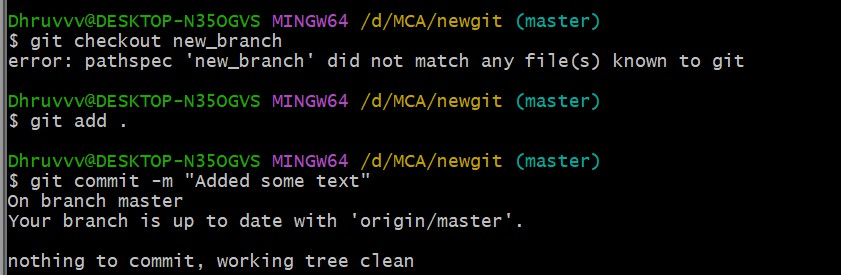 Dhruvvv@DESKTOP-N35OGVS MINGW64 /d/MCA/newgit (master)
$ git checkout new_branch
error: pathspec 'new_branch' did not match any file(s) known to git
Dhruvvv@DESKTOP-N35OGVS MINGW64 /d/MCA/newgit (master)
$ git add .
Dhruvvv@DESKTOP-N35OGVS MINGW64 /d/MCA/newgit (master)
$ git commit -m "Added some text"
On branch master
Your branch is up to date with 'origin/master'.
nothing to commit, working tree clean